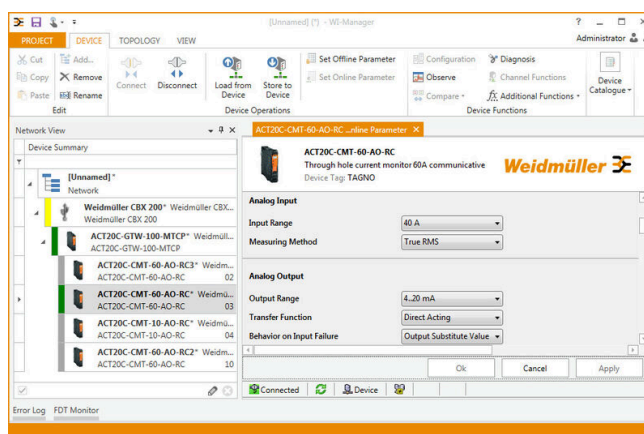 [Unnamed] (*) - WI-Manager
PROJECT DEVICE TOPOLOGY VIEW Administrator
Cut Add... Set Offline Parameter Configuration Diagnosis
Copy Remove Connect Disconnect Load from Device Store to Device Set Online Parameter Observe Channel Functions Device Catalogue
Paste Rename Compare Additional Functions
Edit Device Operations Device Functions
Network View
ACT20C-CMT-60-AO-RC ...nline Parameter
Device Summary
ACT20C-CMT-60-AO-RC
Through hole current monitor 60A communicative
Device Tag: TAGNO
Weidmüller
[Unnamed]*
Network
Weidmüller CBX 200* Weidmüller CBX...
Weidmüller CBX 200
ACT20C-GTW-100-MTCP* Weidmüll...
ACT20C-GTW-100-MTCP
ACT20C-CMT-60-AO-RC3* Weidm...
ACT20C-CMT-60-AO-RC 02
ACT20C-CMT-60-AO-RC* Weidmü...
ACT20C-CMT-60-AO-RC 03
ACT20C-CMT-10-AO-RC* Weidmü...
ACT20C-CMT-10-AO-RC 04
ACT20C-CMT-60-AO-RC2* Weidm...
ACT20C-CMT-60-AO-RC 10
Analog Input
Input Range 40 A
Measuring Method True RMS
Analog Output
Output Range 4..20 mA
Transfer Function Direct Acting
Behavior on Input Failure Output Substitute Value
Ok Cancel Apply
Connected Device
Error Log FDT Monitor